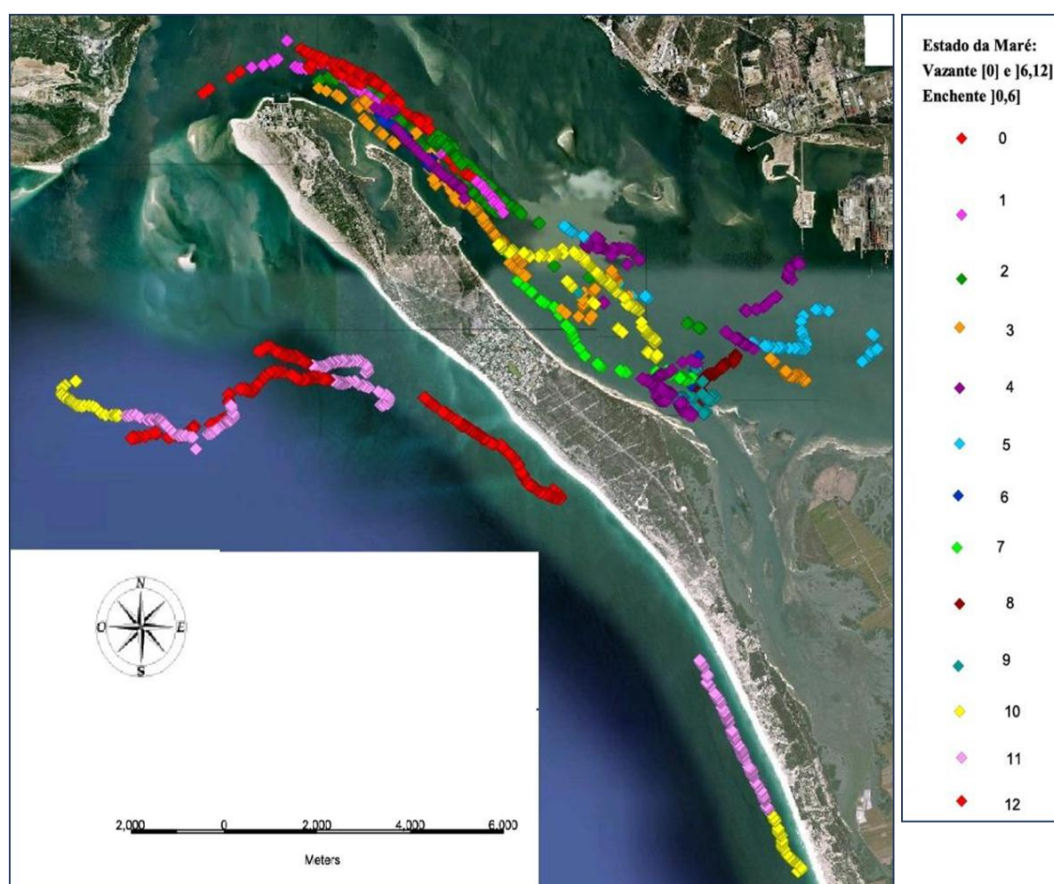 Estado da Maré:
Vazante [0] e ]6,12]
Enchente ]0,6]
0
1
2
3
4
5
6
7
8
9
10
11
12
N
O E
S
2,000 0 2,000 4,000 6,000
Meters